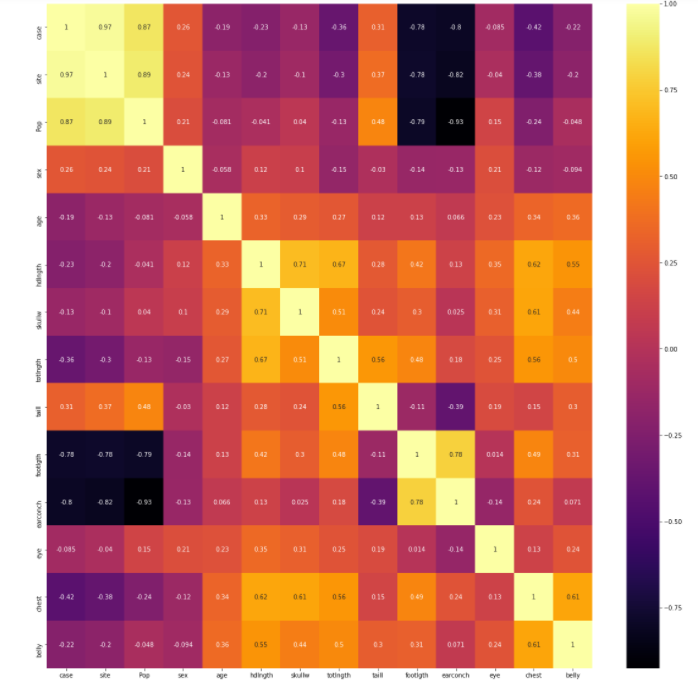 case 1 0.97 0.87 0.26 -0.19 -0.23 -0.13 -0.36 0.31 -0.78 -0.8 -0.085 -0.42 -0.22
site 0.97 1 0.89 0.24 -0.13 -0.2 -0.1 -0.3 0.37 -0.78 -0.82 -0.04 -0.38 -0.2
Pop 0.87 0.89 1 0.21 -0.081 -0.041 0.04 -0.13 0.48 -0.79 -0.93 0.15 -0.24 -0.048
sex 0.26 0.24 0.21 1 -0.058 0.12 0.1 -0.15 -0.03 -0.14 -0.13 0.21 -0.12 -0.094
age -0.19 -0.13 -0.081 -0.058 1 0.33 0.29 0.27 0.12 0.13 0.066 0.23 0.34 0.36
hdlngth -0.23 -0.2 -0.041 0.12 0.33 1 0.71 0.67 0.28 0.42 0.13 0.35 0.62 0.55
skullw -0.13 -0.1 0.04 0.1 0.29 0.71 1 0.51 0.24 0.3 0.025 0.31 0.61 0.44
totlngth -0.36 -0.3 -0.13 -0.15 0.27 0.67 0.51 1 0.56 0.48 0.18 0.25 0.56 0.5
taill 0.31 0.37 0.48 -0.03 0.12 0.28 0.24 0.56 1 -0.11 -0.39 0.19 0.15 0.3
footlgth -0.78 -0.78 -0.79 -0.14 0.13 0.42 0.3 0.48 -0.11 1 0.78 0.014 0.49 0.31
earconch -0.8 -0.82 -0.93 -0.13 0.066 0.13 0.025 0.18 -0.39 0.78 1 -0.14 0.24 0.071
eye -0.085 -0.04 0.15 0.21 0.23 0.35 0.31 0.25 0.19 0.014 -0.14 1 0.13 0.24
chest -0.42 -0.38 -0.24 -0.12 0.34 0.62 0.61 0.56 0.15 0.49 0.24 0.13 1 0.61
belly -0.22 -0.2 -0.048 -0.094 0.36 0.55 0.44 0.5 0.3 0.31 0.071 0.24 0.61 1
case site Pop sex age hdlngth skullw totlngth taill footlgth earconch eye chest belly
1.00
0.75
0.50
0.25
0.00
-0.25
-0.50
-0.75